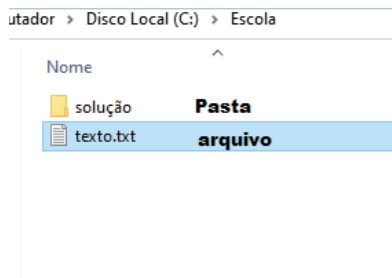 utador > Disco Local (C:) > Escola
Nome
solução Pasta
texto.txt arquivo